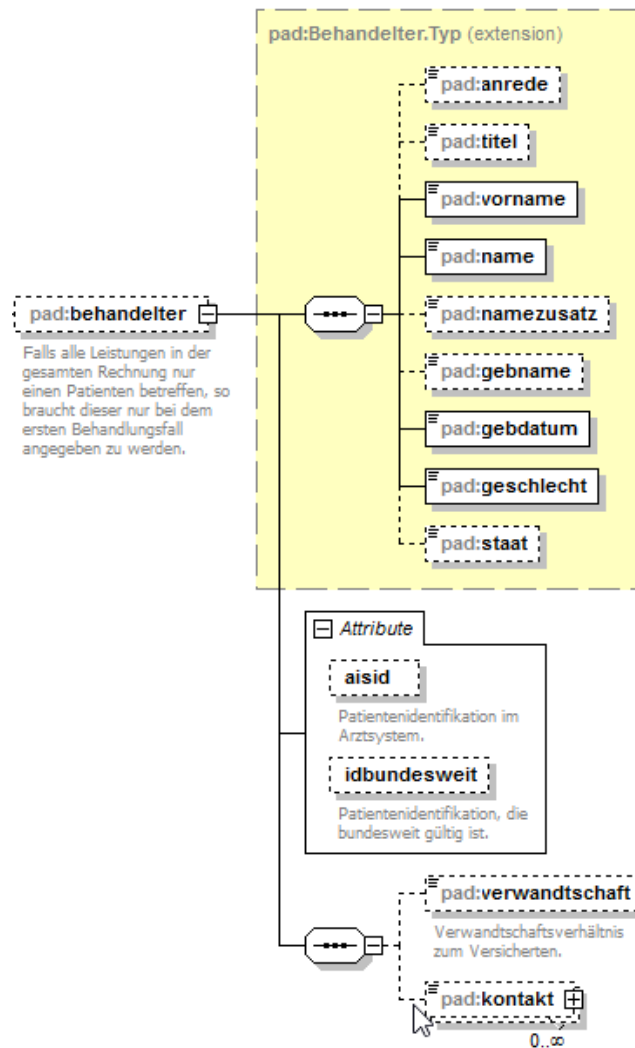 pad:Behandelter.Typ (extension)
pad:anrede
pad:titel
pad:vorname
pad:name
pad:behandelter
pad:namezusatz
Falls alle Leistungen in der
gesamten Rechnung nur
einen Patienten betreffen, so
braucht dieser nur bei dem
ersten Behandlungsfall
angegeben zu werden.
pad:gebname
pad:gebdatum
pad:geschlecht
pad:staat
Attribute
aisid
Patientenidentifikation im
Arztsystem.
idbundesweit
Patientenidentifikation, die
bundesweit gültig ist.
pad:verwandtschaft
Verwandtschaftsverhältnis
zum Versicherten.
pad:kontakt
0..∞